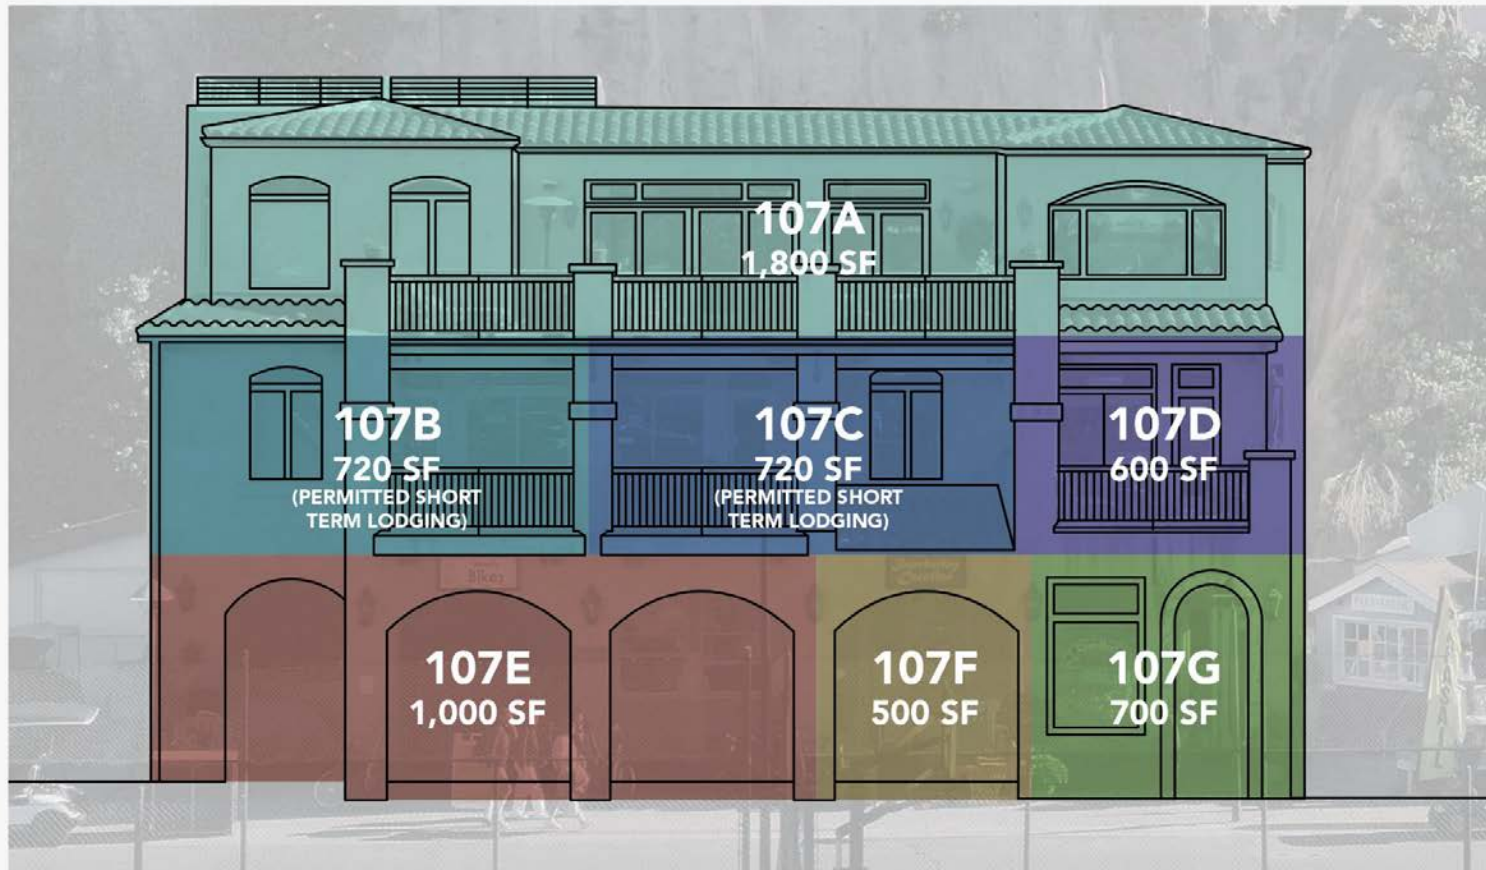 107A
1,800 SF
107B
720 SF
(PERMITTED SHORT
TERM LODGING)
107C
720 SF
(PERMITTED SHORT
TERM LODGING)
107D
600 SF
Bikes
107E
1,000 SF
107F
500 SF
107G
700 SF